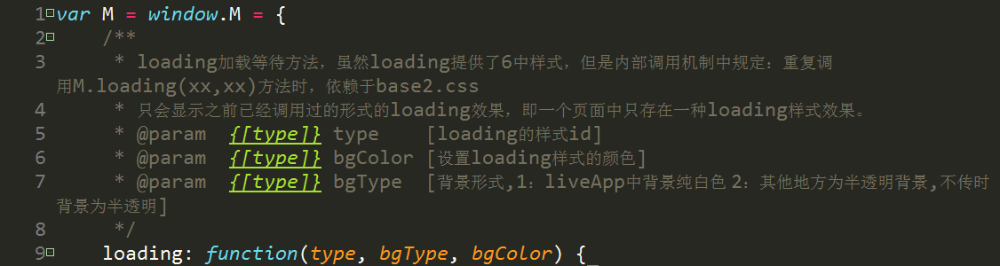 1 var M = window.M = {
2 /**
3 * loading加载等待方法，虽然loading提供了6中样式，但是内部调用机制中规定：重复调
用M.loading(xx,xx)方法时，依赖于base2.css
4 * 只会显示之前已经调用过的形式的loading效果，即一个页面中只存在一种loading样式效果。
5 * @param {[type]} type [loading的样式id]
6 * @param {[type]} bgColor [设置loading样式的颜色]
7 * @param {[type]} bgType [背景形式,1：liveApp中背景纯白色 2：其他地方为半透明背景,不传时
背景为半透明]
8 */
9 loading: function(type, bgType, bgColor) {